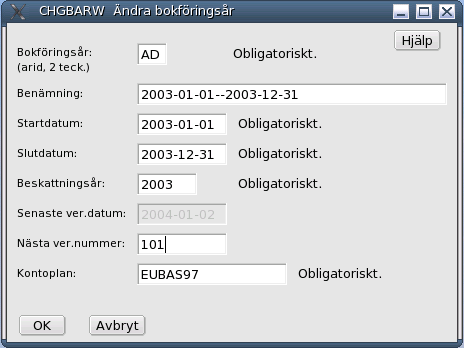 CHGBARW Ändra bokföringsår
Hjälp
Bokföringsår: AD Obligatoriskt.
(arid, 2 teck.)
Benämning: 2003-01-01--2003-12-31
Startdatum: 2003-01-01 Obligatoriskt.
Slutdatum: 2003-12-31 Obligatoriskt.
Beskattningsår: 2003 Obligatoriskt.
Senaste ver.datum: 2004-01-02
Nästa ver.nummer: 101
Kontoplan: EUBAS97 Obligatoriskt.
OK Avbryt